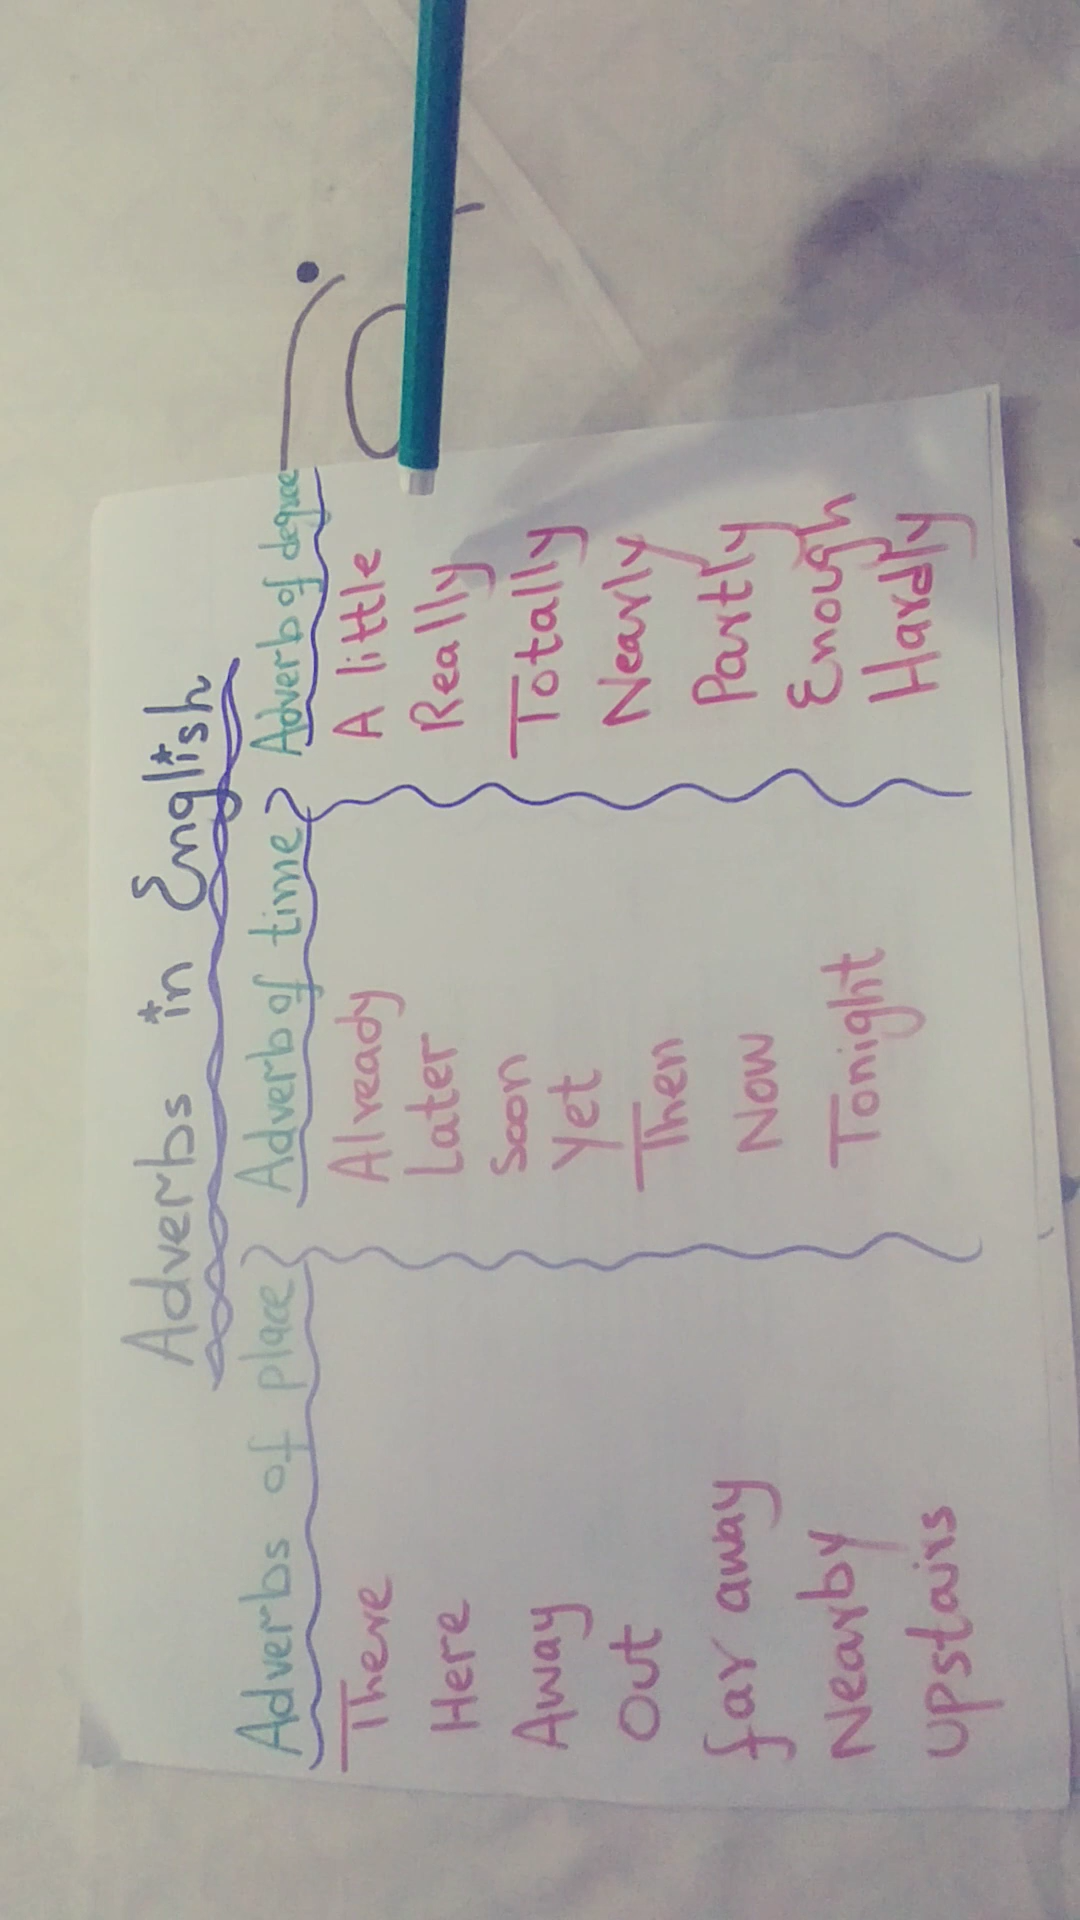 Adverbs in English
Adverbs of place
There
Here
Away
Out
far away
Nearby
upstairs
Adverb of time
Already
Later
Soon
Yet
Then
Now
Tonight
Adverb of degree
A little
Really
Totally
Nearly
Partly
Enough
Hardly